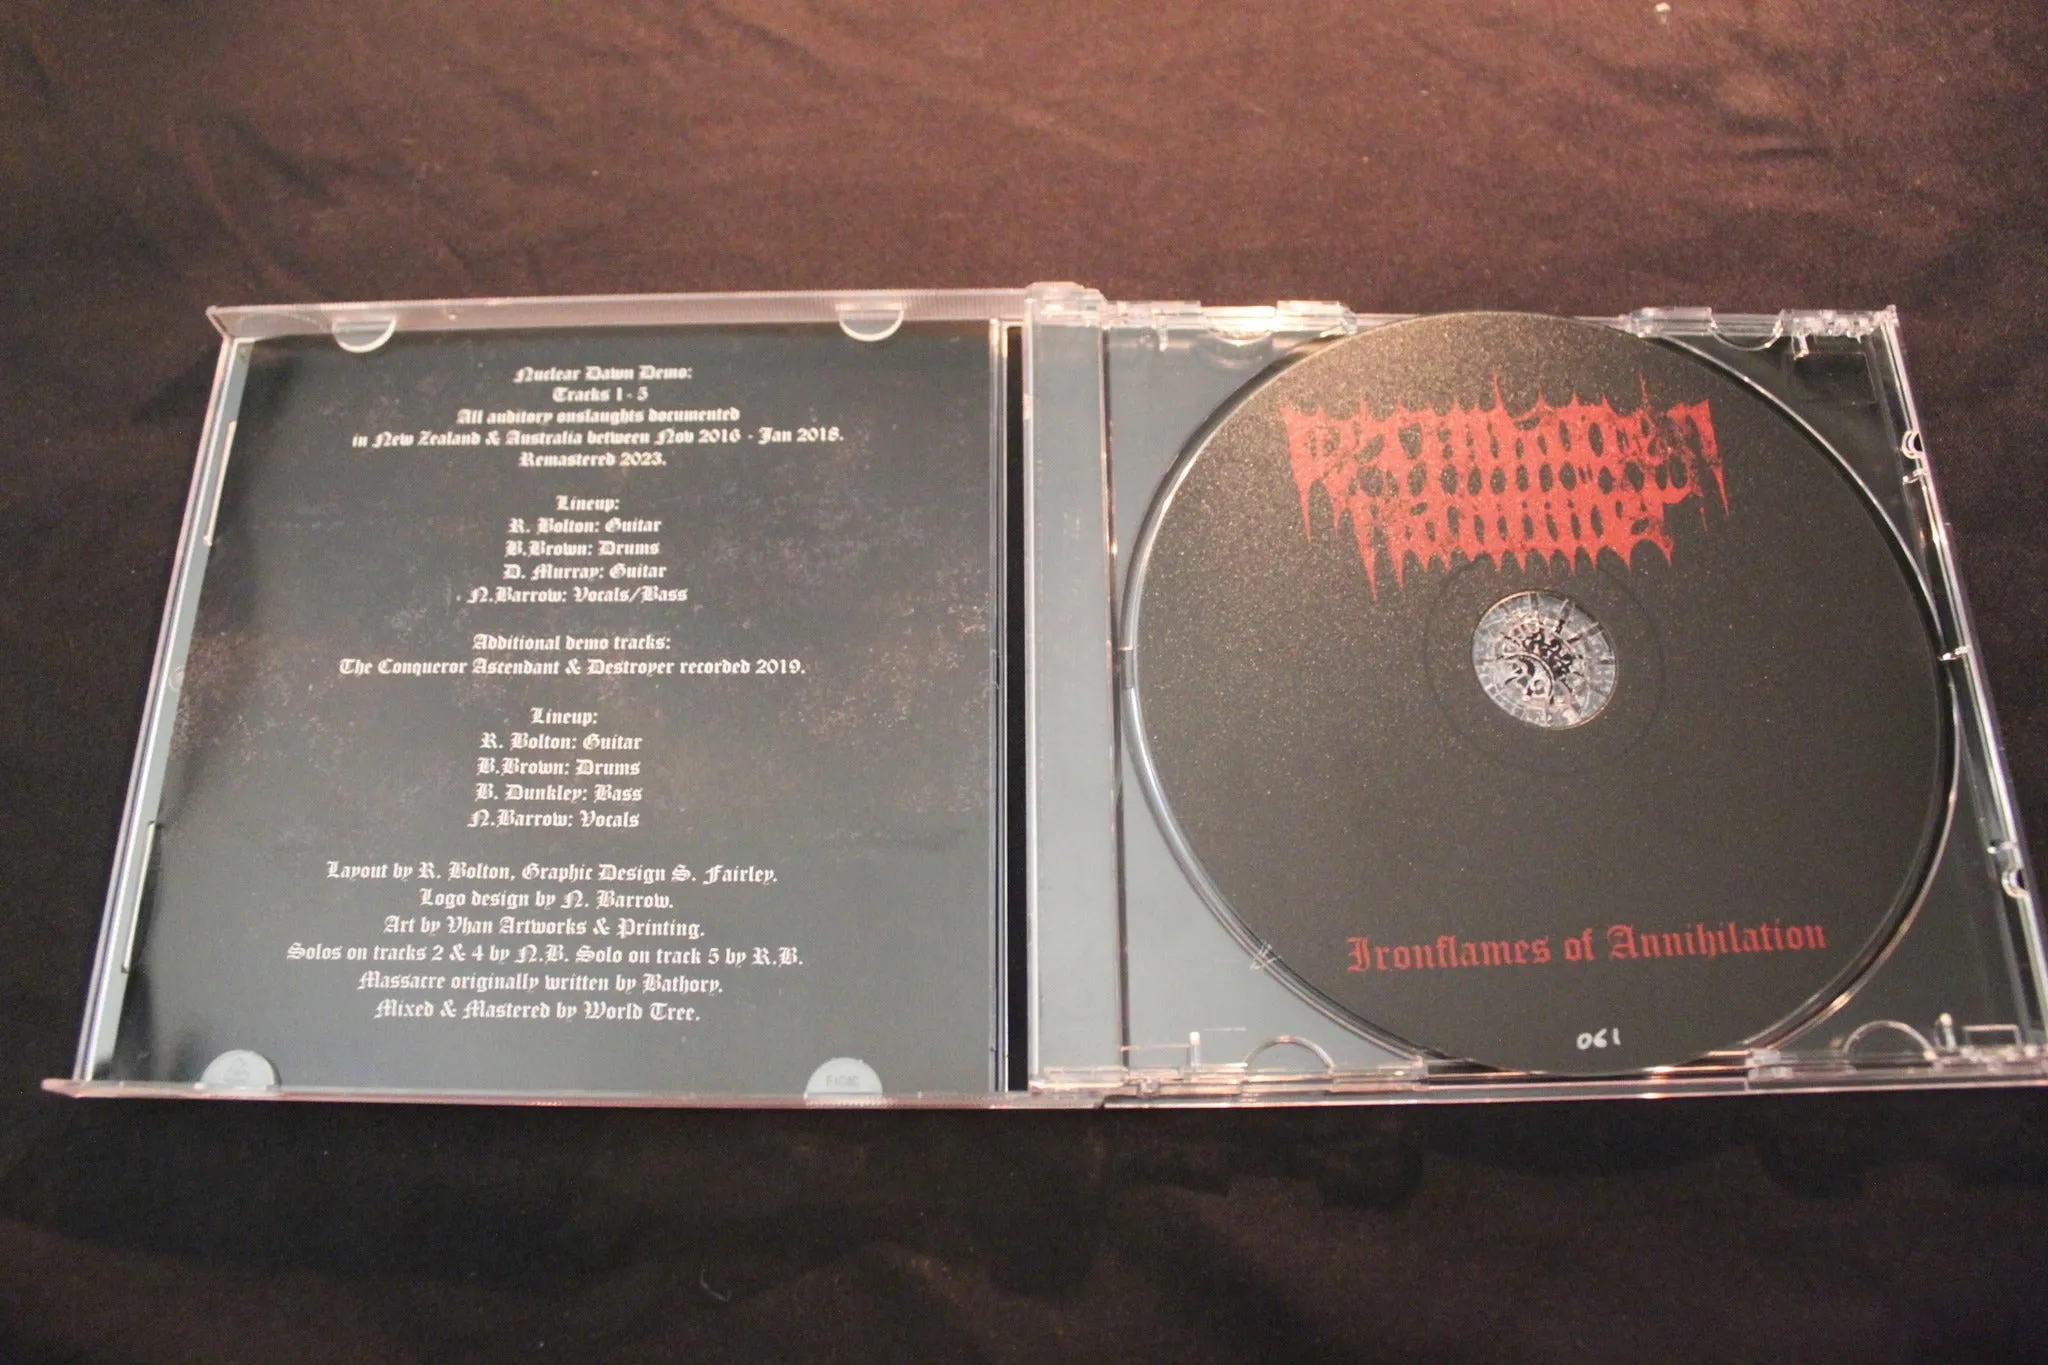 Nuclear Dawn Demo:
Tracks 1 - 5
All auditory onslaughts documented
in New Zealand & Australia between Nov 2016 - Jan 2018.
Remastered 2023.
Lineup:
R. Bolton: Guitar
B.Brown: Drums
D. Murray: Guitar
N.Barrow: Vocals/Bass
Additional demo tracks:
The Conqueror Ascendant & Destroyer recorded 2019.
Lineup:
R. Bolton: Guitar
B.Brown: Drums
B. Dunkley: Bass
N.Barrow: Vocals
Layout by R. Bolton, Graphic Design S. Fairley.
Logo design by N. Barrow.
Art by Vhan Artworks & Printing.
Solos on tracks 2 & 4 by N.B. Solo on track 5 by R.B.
Massacre originally written by Bathory.
Mixed & Mastered by World Tree.
Ironflames of Annihilation
061